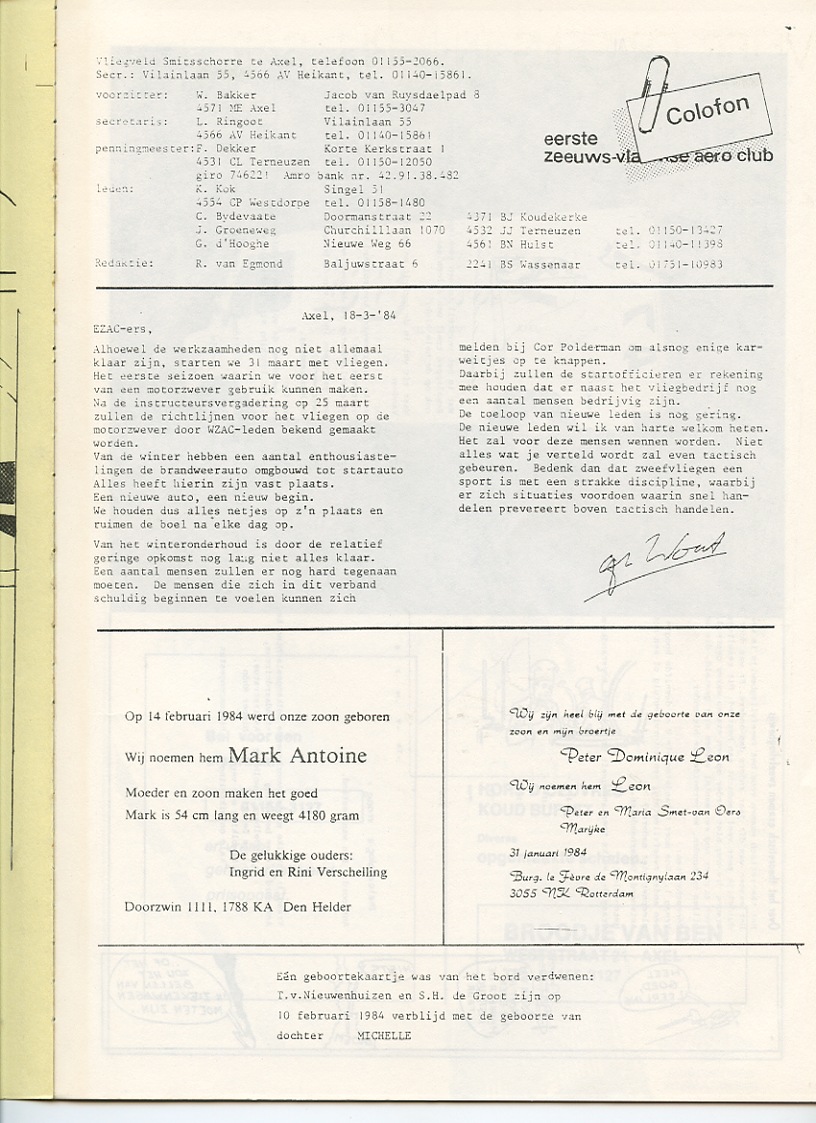 Vliegveld Smitsschorre te Axel, telefoon 01155-2066.
Secr.: Vilainlaan 55, 4566 AV Heikant, tel. 01140-15861.
voorzitter: W. Bakker Jacob van Ruysdaelpad 8
4571 ME Axel tel. 01155-3047
secretaris: L. Ringoot Vilainlaan 55
4566 AV Heikant tel. 01140-15861
penningmeester: F. Dekker Korte Kerkstraat 1
4531 CL Terneuzen tel. 01150-12050
giro 746221 Amro bank nr. 42.91.38.482
leden: K. Kok Singel 31
4554 CP Westdorpe tel. 01158-1480
C. Bydevaate Doormanstraat 22 4371 BJ Koudekerke
J. Groeneweg Churchilllaan 1070 4532 JJ Terneuzen tel. 01150-13427
G. d'Hooghe Nieuwe Weg 66 4561 BN Hulst tel. 01140-11398
Redaktie: R. van Egmond Baljuwstraat 6 2241 BS Wassenaar tel. 01751-10983
Colofon
eerste
zeeuws-vla se aero club
Axel, 18-3-'84
EZAC-ers,
Alhoewel de werkzaamheden nog niet allemaal
klaar zijn, starten we 31 maart met vliegen.
Het eerste seizoen waarin we voor het eerst
van een motorzwever gebruik kunnen maken.
Na de instructeursvergadering op 25 maart
zullen de richtlijnen voor het vliegen op de
motorzwever door WZAC-leden bekend gemaakt
worden.
Van de winter hebben een aantal enthousiaste-
lingen de brandweerauto omgbouwd tot startauto
Alles heeft hierin zijn vast plaats.
Een nieuwe auto, een nieuw begin.
We houden dus alles netjes op z'n plaats en
ruimen de boel na elke dag op.
Van het winteronderhoud is door de relatief
geringe opkomst nog lang niet alles klaar.
Een aantal mensen zullen er nog hard tegenaan
moeten. De mensen die zich in dit verband
schuldig beginnen te voelen kunnen zich
melden bij Cor Polderman om alsnog enige kar-
weitjes op te knappen.
Daarbij zullen de startofficieren er rekening
mee houden dat er naast het vliegbedrijf nog
een aantal mensen bedrijvig zijn.
De toeloop van nieuwe leden is nog gering.
De nieuwe leden wil ik van harte welkom heten.
Het zal voor deze mensen wennen worden. Niet
alles wat je verteld wordt zal even tactisch
gebeuren. Bedenk dan dat zweefvliegen een
sport is met een strakke discipline, waarbij
er zich situaties voordoen waarin snel han-
delen prevereert boven tactisch handelen.
gr. Wout
Op 14 februari 1984 werd onze zoon geboren
Wij noemen hem Mark Antoine
Moeder en zoon maken het goed
Mark is 54 cm lang en weegt 4180 gram
De gelukkige ouders:
Ingrid en Rini Verschelling
Doorzwin 1111, 1788 KA Den Helder
Wij zijn heel blij met de geboorte van onze
zoon en mijn broertje
Peter Dominique Leon
Wij noemen hem Leon
Peter en Maria Smet-van Oers
Marijke
31 januari 1984
Burg. le Fèvre de Montignylaan 234
3055 NK Rotterdam
Eén geboortekaartje was van het bord verdwenen:
T.v.Nieuwenhuizen en S.H. de Groot zijn op
10 februari 1984 verblijd met de geboorte van
dochter MICHELLE